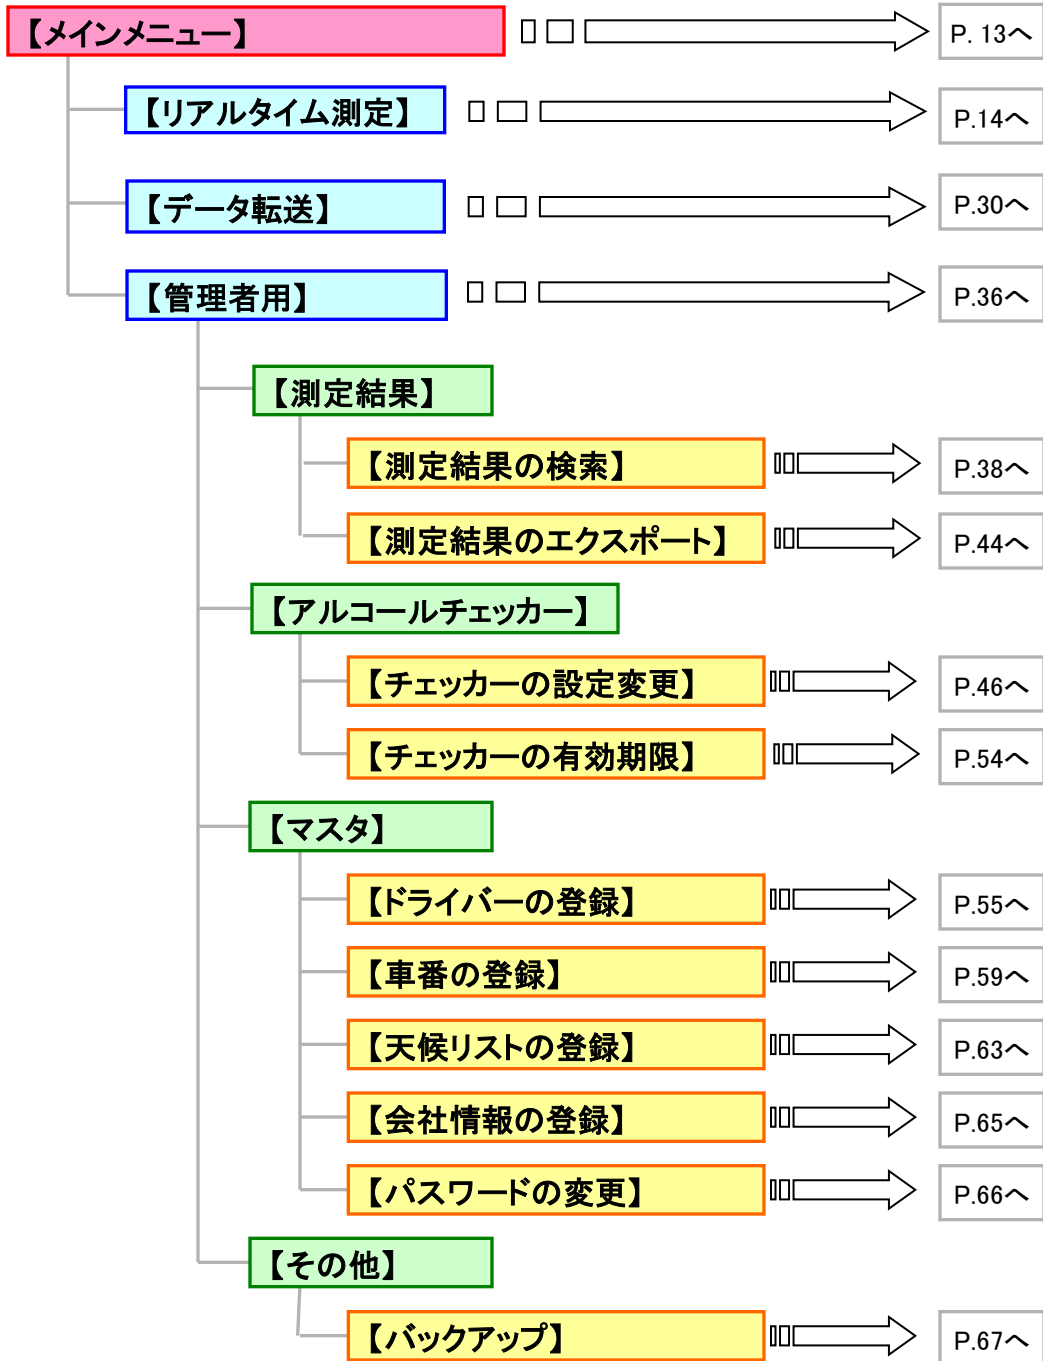 【メインメニュー】 P. 13へ
【リアルタイム測定】 P.14へ
【データ転送】 P.30へ
【管理者用】 P.36へ
【測定結果】
【測定結果の検索】 P.38へ
【測定結果のエクスポート】 P.44へ
【アルコールチェッカー】
【チェッカーの設定変更】 P.46へ
【チェッカーの有効期限】 P.54へ
【マスタ】
【ドライバーの登録】 P.55へ
【車番の登録】 P.59へ
【天候リストの登録】 P.63へ
【会社情報の登録】 P.65へ
【パスワードの変更】 P.66へ
【その他】
【バックアップ】 P.67へ